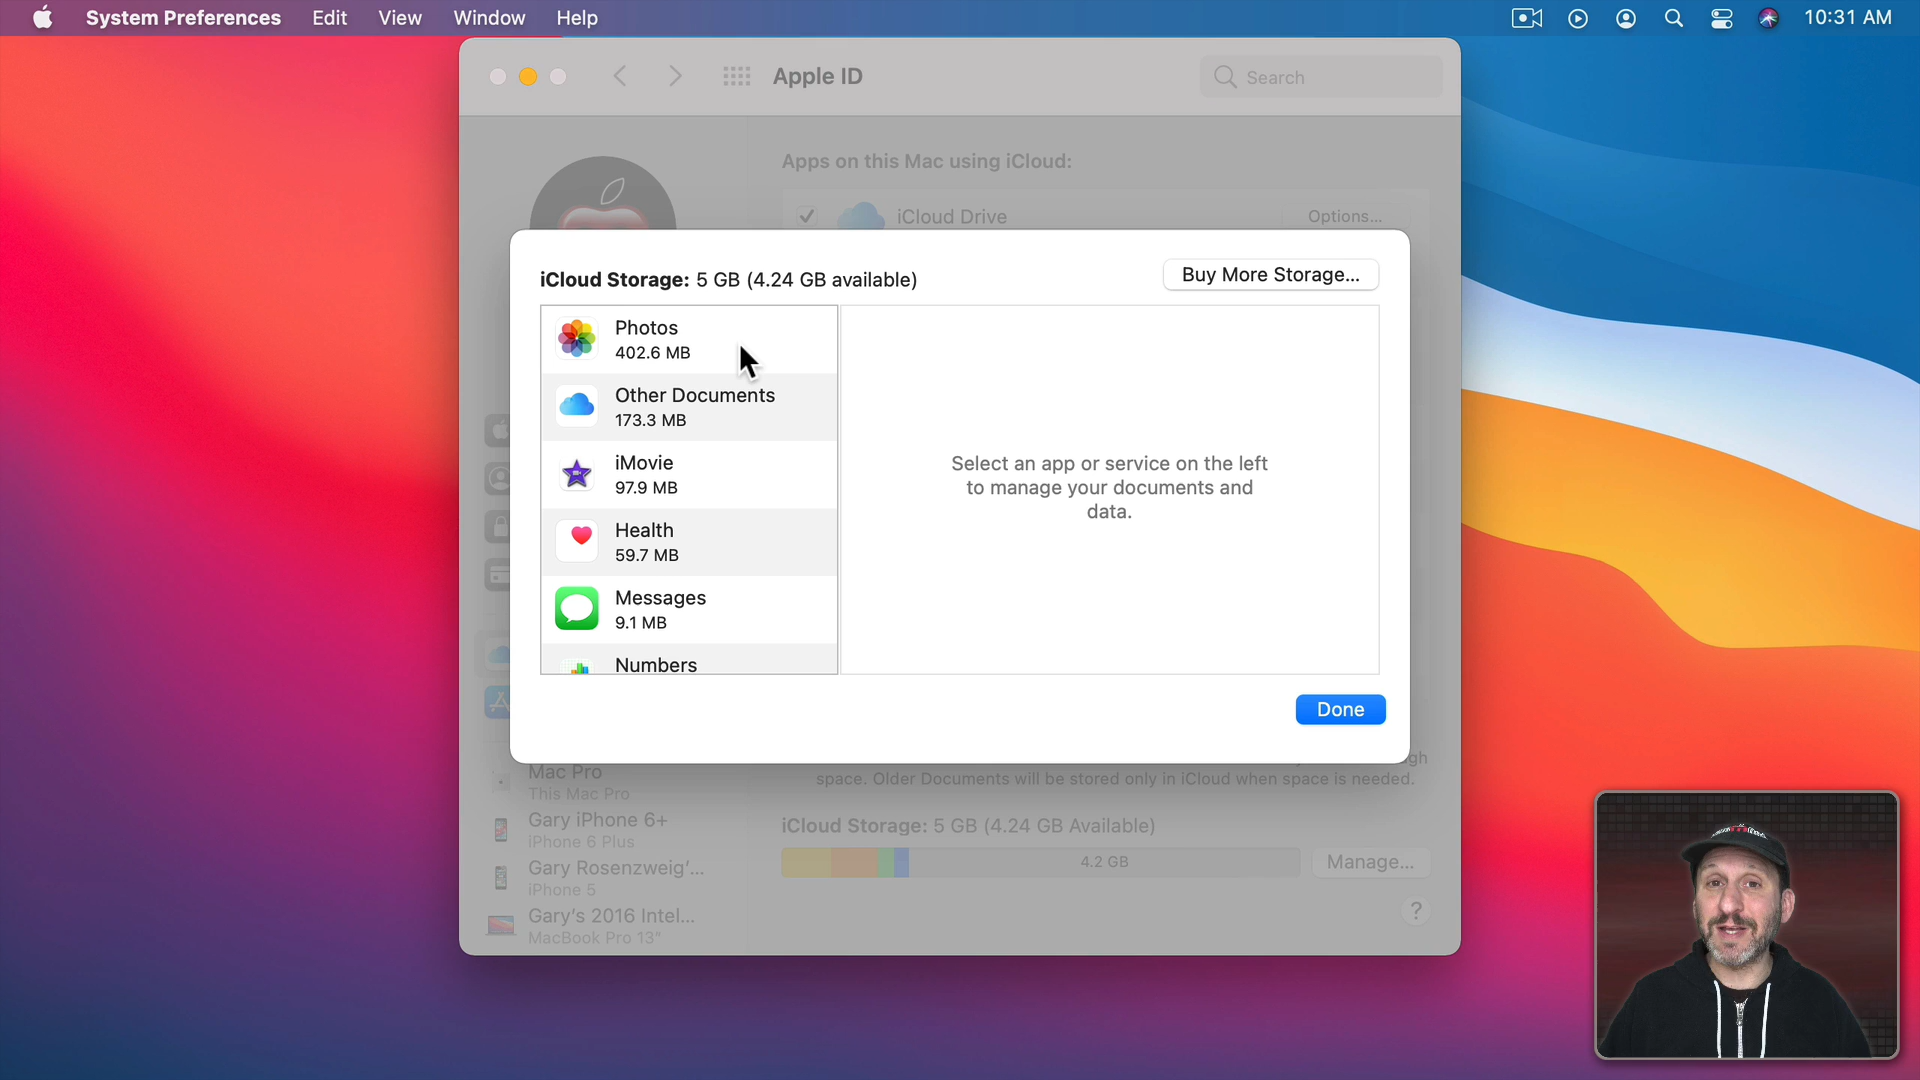 System Preferences Edit View Window Help 10:31 AM
Apple ID Search
Apps on this Mac using iCloud:
iCloud Drive Options...
iCloud Storage: 5 GB (4.24 GB available) Buy More Storage...
Photos
402.6 MB
Other Documents
173.3 MB
iMovie
97.9 MB
Health
59.7 MB
Messages
9.1 MB
Numbers
Select an app or service on the left
to manage your documents and
data.
Done
gh
space. Older Documents will be stored only in iCloud when space is needed.
Mac Pro
This Mac Pro
Gary iPhone 6+
iPhone 6 Plus
Gary Rosenzweig'...
iPhone 5
Gary's 2016 Intel...
MacBook Pro 13"
iCloud Storage: 5 GB (4.24 GB Available)
4.2 GB Manage...
?